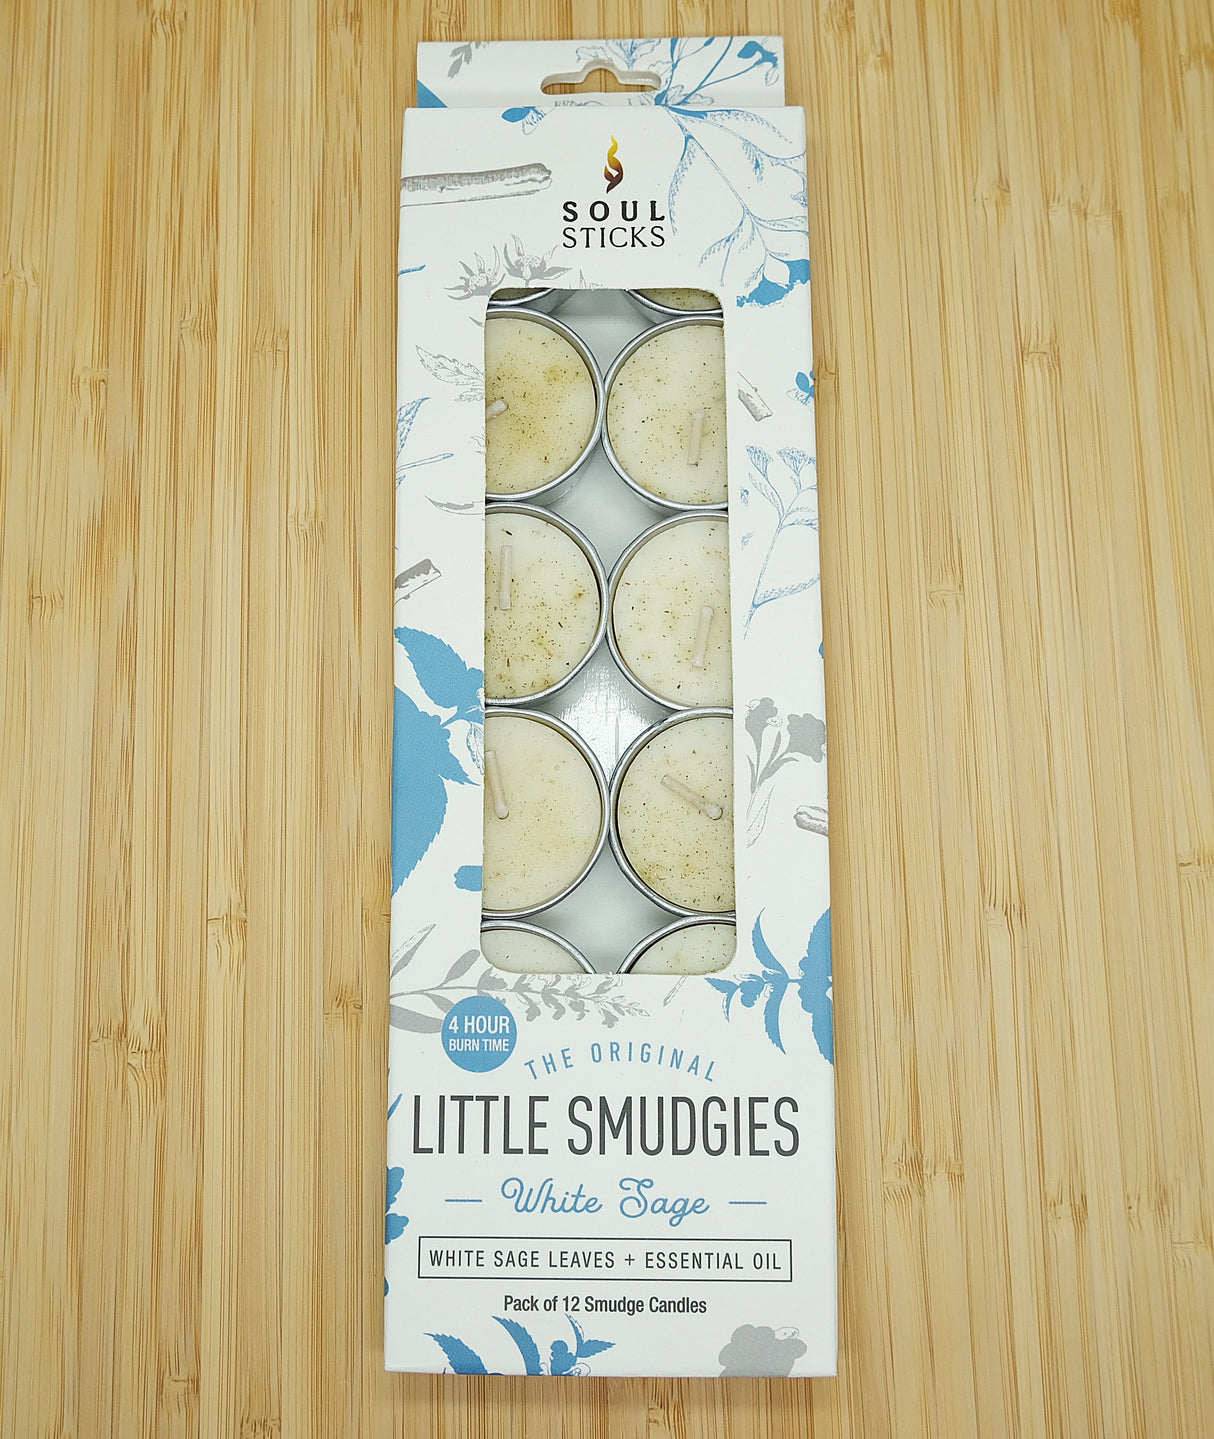 SOUL
STICKS
4 HOUR
BURN TIME
THE ORIGINAL
LITTLE SMUDGIES
White Sage
WHITE SAGE LEAVES + ESSENTIAL OIL
Pack of 12 Smudge Candles